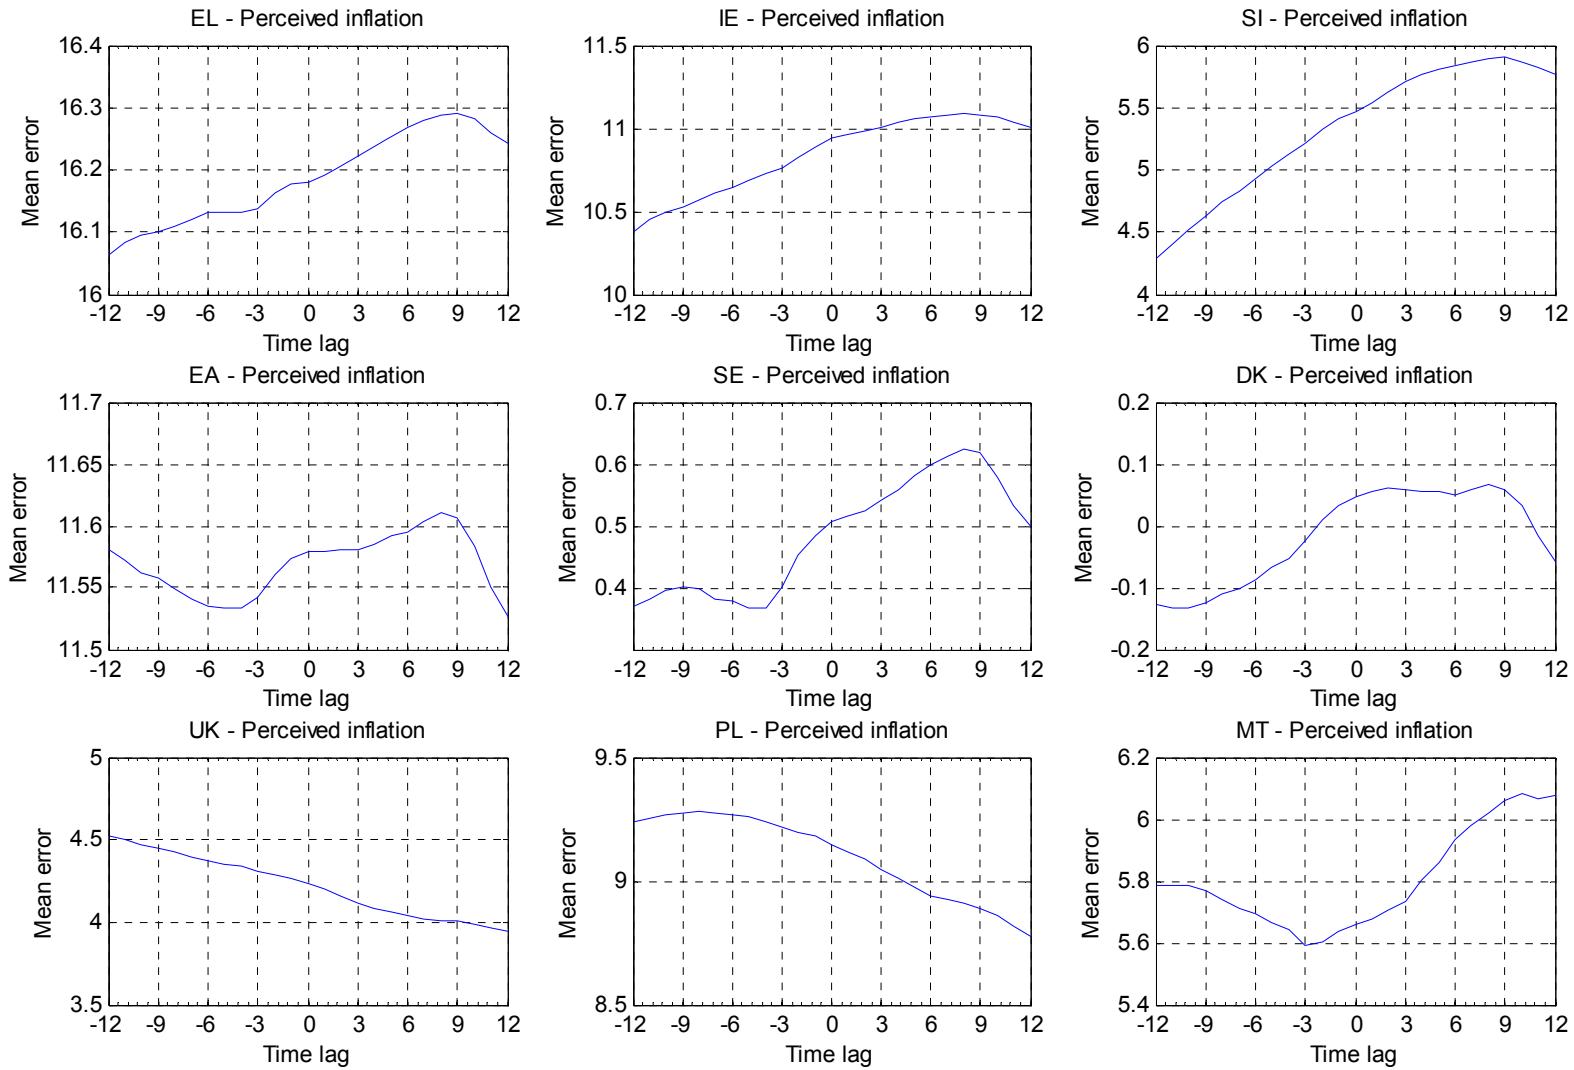 EL - Perceived inflation
IE - Perceived inflation
SI - Perceived inflation
16.4
16.3
16.2
16.1
16
Mean error
-12 -9 -6 -3 0 3 6 9 12
Time lag
11.5
11
10.5
10
Mean error
-12 -9 -6 -3 0 3 6 9 12
Time lag
6
5.5
5
4.5
4
Mean error
-12 -9 -6 -3 0 3 6 9 12
Time lag
EA - Perceived inflation
SE - Perceived inflation
DK - Perceived inflation
11.7
11.65
11.6
11.55
11.5
Mean error
-12 -9 -6 -3 0 3 6 9 12
Time lag
0.7
0.6
0.5
0.4
Mean error
-12 -9 -6 -3 0 3 6 9 12
Time lag
0.2
0.1
0
-0.1
-0.2
Mean error
-12 -9 -6 -3 0 3 6 9 12
Time lag
UK - Perceived inflation
PL - Perceived inflation
MT - Perceived inflation
5
4.5
4
3.5
Mean error
-12 -9 -6 -3 0 3 6 9 12
Time lag
9.5
9
8.5
Mean error
-12 -9 -6 -3 0 3 6 9 12
Time lag
6.2
6
5.8
5.6
5.4
Mean error
-12 -9 -6 -3 0 3 6 9 12
Time lag